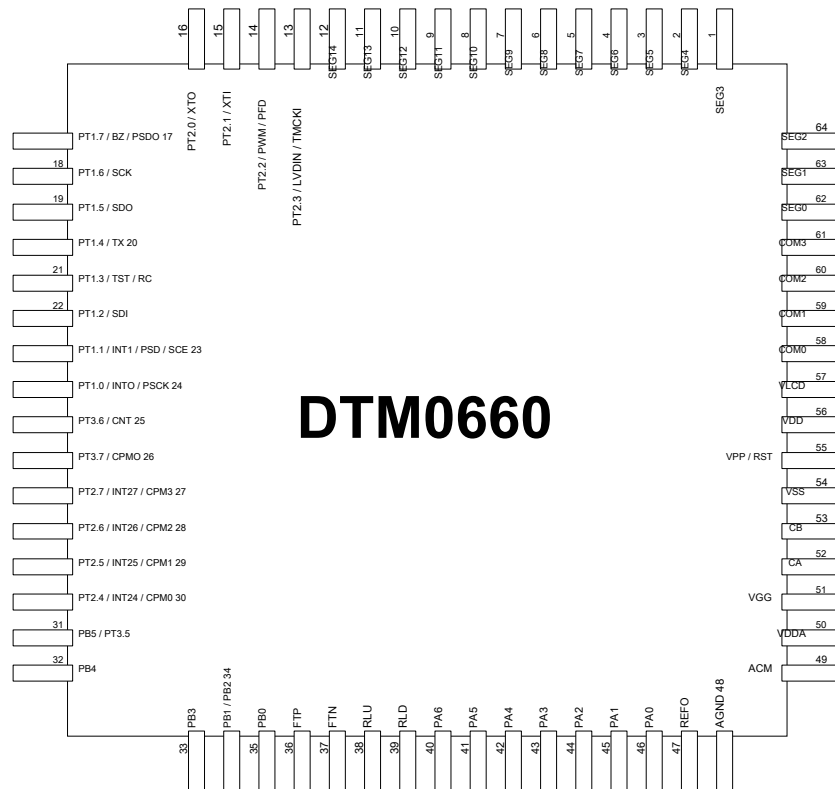 16
15
14
13
12
11
10
9
8
7
6
5
4
3
2
1
PT2.0 / XTO
PT2.1 / XTI
PT2.2 / PWM / PFD
PT2.3 / LVDIN / TMCKI
SEG14
SEG13
SEG12
SEG11
SEG10
SEG9
SEG8
SEG7
SEG6
SEG5
SEG4
SEG3
PT1.7 / BZ / PSDO 17
18
PT1.6 / SCK
19
PT1.5 / SDO
PT1.4 / TX 20
21
PT1.3 / TST / RC
22
PT1.2 / SDI
PT1.1 / INT1 / PSD / SCE 23
PT1.0 / INTO / PSCK 24
PT3.6 / CNT 25
PT3.7 / CPMO 26
PT2.7 / INT27 / CPM3 27
PT2.6 / INT26 / CPM2 28
PT2.5 / INT25 / CPM1 29
PT2.4 / INT24 / CPM0 30
31
PB5 / PT3.5
32
PB4
DTM0660
64
SEG2
63
SEG1
62
SEG0
61
COM3
60
COM2
59
COM1
58
COM0
57
VLCD
56
VDD
55
VPP / RST
54
VSS
53
CB
52
CA
51
VGG
50
VDDA
49
ACM
PB3
PB1 / PB2 34
PB0
FTP
FTN
RLU
RLD
PA6
PA5
PA4
PA3
PA2
PA1
PA0
REFO
AGND 48
33
35
36
37
38
39
40
41
42
43
44
45
46
47